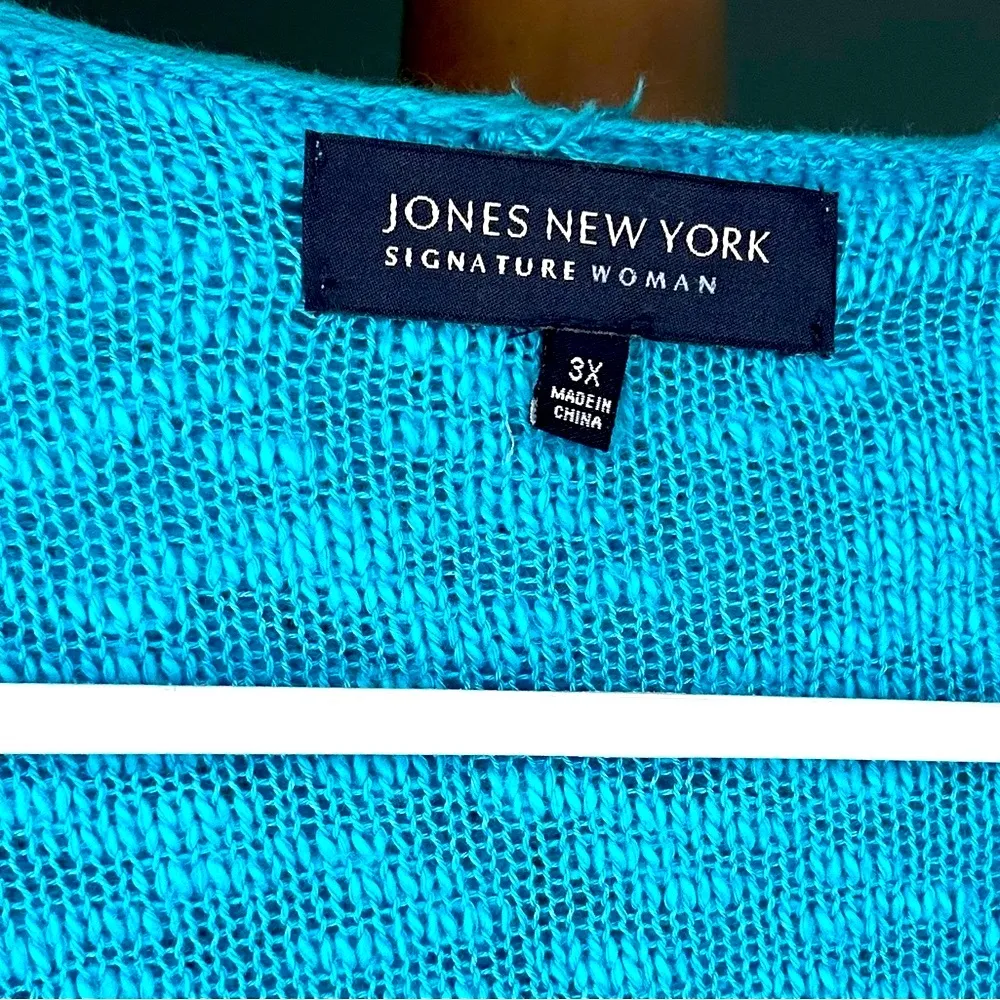 JONES NEW YORK
SIGNATURE WOMAN
3X
MADE IN
CHINA